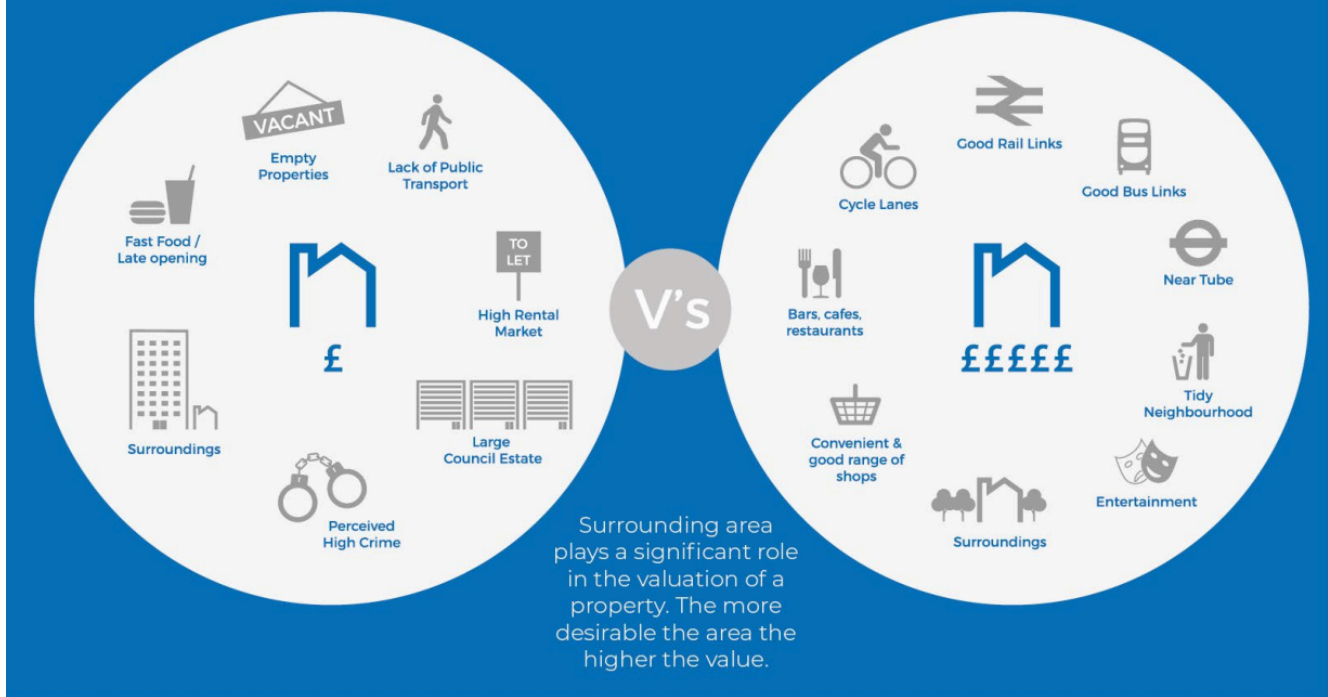 VACANT
Empty
Properties
Lack of Public
Transport
Fast Food /
Late opening
TO
LET
High Rental
Market
£
Surroundings
Large
Council Estate
Perceived
High Crime
V's
Good Rail Links
Good Bus Links
Cycle Lanes
Near Tube
Bars, cafes,
restaurants
£££££
Tidy
Neighbourhood
Convenient &
good range of
shops
Entertainment
Surroundings
Surrounding area
plays a significant role
in the valuation of a
property. The more
desirable the area the
higher the value.